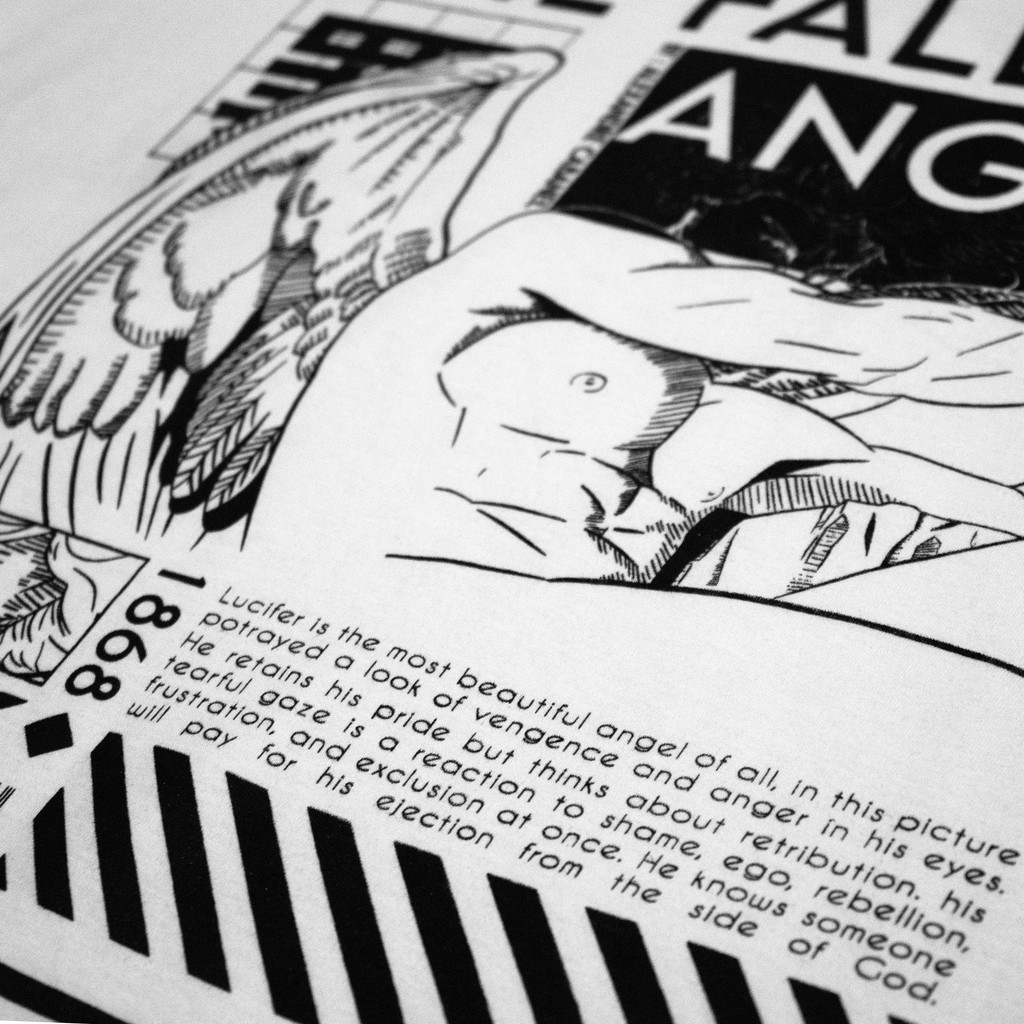 FALL
ANG
BY: ALEXANDRE CABANEL
1868
Lucifer is the most beautiful angel of all, in this picture
potrayed a look of vengence and anger in his eyes.
He retains his pride but thinks about retribution. his
tearful gaze is a reaction to shame, ego, rebellion,
frustration, and exclusion at once. He knows someone
will pay for his ejection from the side of God.